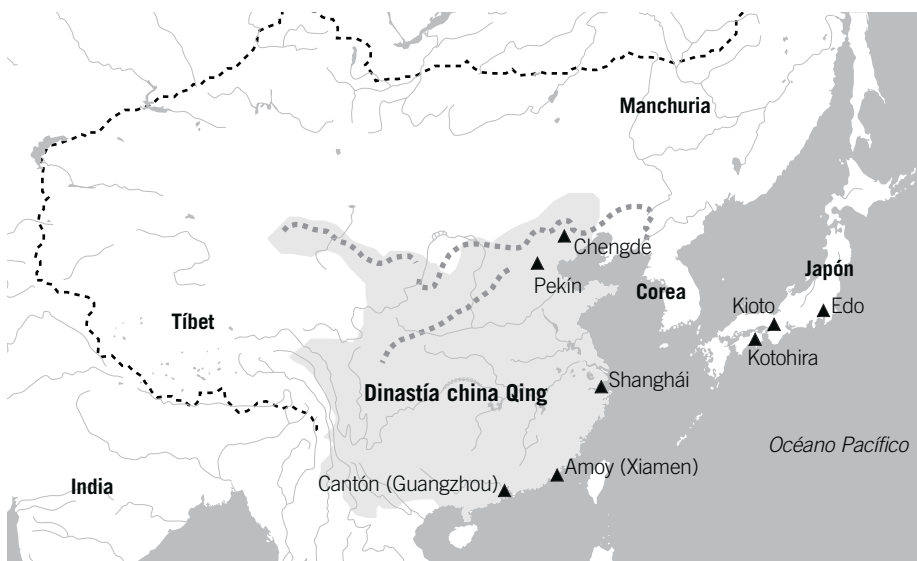 Manchuria
Chengde
Pekín
Corea
Japón
Kioto
Edo
Kotohira
Tíbet
Shanghái
Dinastía china Qing
Océano Pacífico
Amoy (Xiamen)
Cantón (Guangzhou)
India